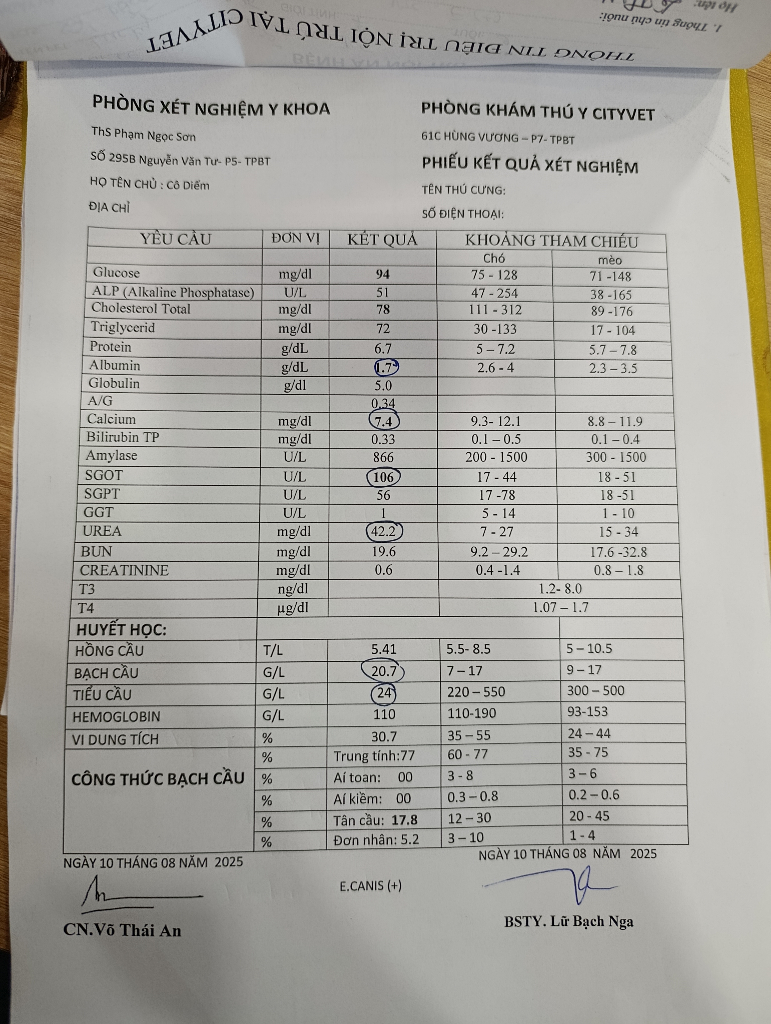 1. Thông tin chủ nuôi:
Họ tên:
THÔNG TIN ĐIỀU TRỊ NỘI TRÚ TẠI CITYVET
PHÒNG XÉT NGHIỆM Y KHOA
ThS Phạm Ngọc Sơn
SỐ 295B Nguyễn Văn Tư- P5- TPBT
HỌ TÊN CHỦ : Cô Diễm
ĐỊA CHỈ
PHÒNG KHÁM THÚ Y CITYVET
61C HÙNG VƯƠNG – P7- TPBT
PHIẾU KẾT QUẢ XÉT NGHIỆM
TÊN THÚ CƯNG:
SỐ ĐIỆN THOẠI:
YÊU CẦU ĐƠN VỊ KẾT QUẢ KHOẢNG THAM CHIẾU
Chó mèo
Glucose mg/dl 94 75 - 128 71 -148
ALP (Alkaline Phosphatase) U/L 51 47 - 254 38 -165
Cholesterol Total mg/dl 78 111 - 312 89 -176
Triglycerid mg/dl 72 30 -133 17 - 104
Protein g/dL 6.7 5 – 7.2 5.7 – 7.8
Albumin g/dL 1.7 2.6 - 4 2.3 – 3.5
Globulin g/dl 5.0
A/G 0.34
Calcium mg/dl 7.4 9.3- 12.1 8.8 – 11.9
Bilirubin TP mg/dl 0.33 0.1 – 0.5 0.1 – 0.4
Amylase U/L 866 200 - 1500 300 - 1500
SGOT U/L 106 17 - 44 18 - 51
SGPT U/L 56 17 -78 18 -51
GGT U/L 1 5 - 14 1 - 10
UREA mg/dl 42.2 7 - 27 15 - 34
BUN mg/dl 19.6 9.2 – 29.2 17.6 -32.8
CREATININE mg/dl 0.6 0.4 -1.4 0.8 – 1.8
T3 ng/dl 1.2- 8.0
T4 µg/dl 1.07 – 1.7
HUYẾT HỌC:
HỒNG CẦU T/L 5.41 5.5- 8.5 5 – 10.5
BẠCH CẦU G/L 20.7 7 – 17 9 – 17
TIỂU CẦU G/L 24 220 – 550 300 – 500
HEMOGLOBIN G/L 110 110-190 93-153
VI DUNG TÍCH % 30.7 35 – 55 24 – 44
CÔNG THỨC BẠCH CẦU
% Trung tính:77 60 - 77 35 - 75
% Aí toan: 00 3 - 8 3 – 6
% Aí kiềm: 00 0.3 – 0.8 0.2 – 0.6
% Tân cầu: 17.8 12 – 30 20 - 45
% Đơn nhân: 5.2 3 – 10 1 - 4
NGÀY 10 THÁNG 08 NĂM 2025
NGÀY 10 THÁNG 08 NĂM 2025
E.CANIS (+)
CN.Võ Thái An
BSTY. Lữ Bạch Nga